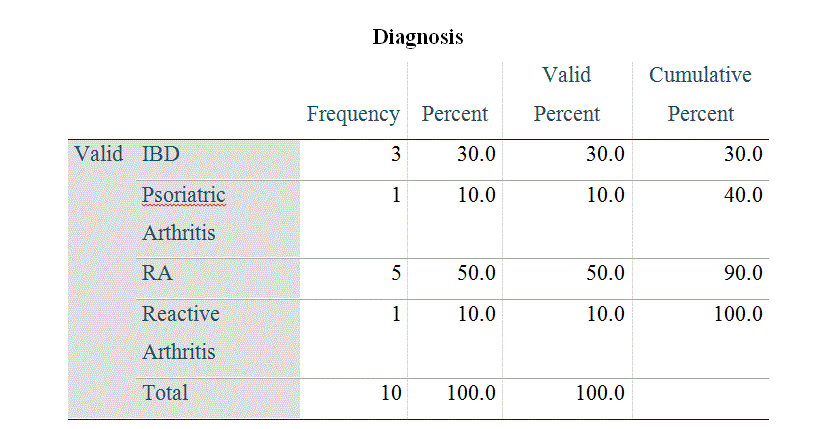 Diagnosis
Valid Cumulative
Frequency Percent Percent Percent
Valid IBD 3 30.0 30.0 30.0
Psoriatric 1 10.0 10.0 40.0
Arthritis
RA 5 50.0 50.0 90.0
Reactive 1 10.0 10.0 100.0
Arthritis
Total 10 100.0 100.0